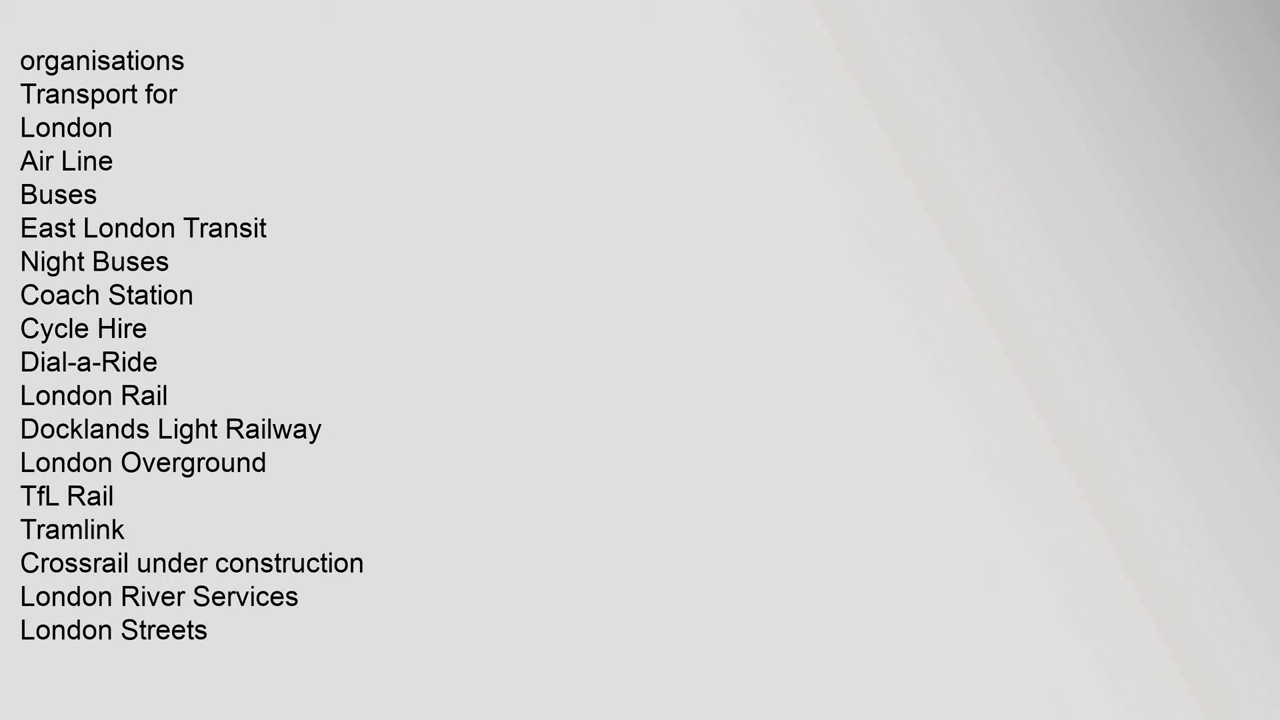 organisations
Transport for
London
Air Line
Buses
East London Transit
Night Buses
Coach Station
Cycle Hire
Dial-a-Ride
London Rail
Docklands Light Railway
London Overground
TfL Rail
Tramlink
Crossrail under construction
London River Services
London Streets